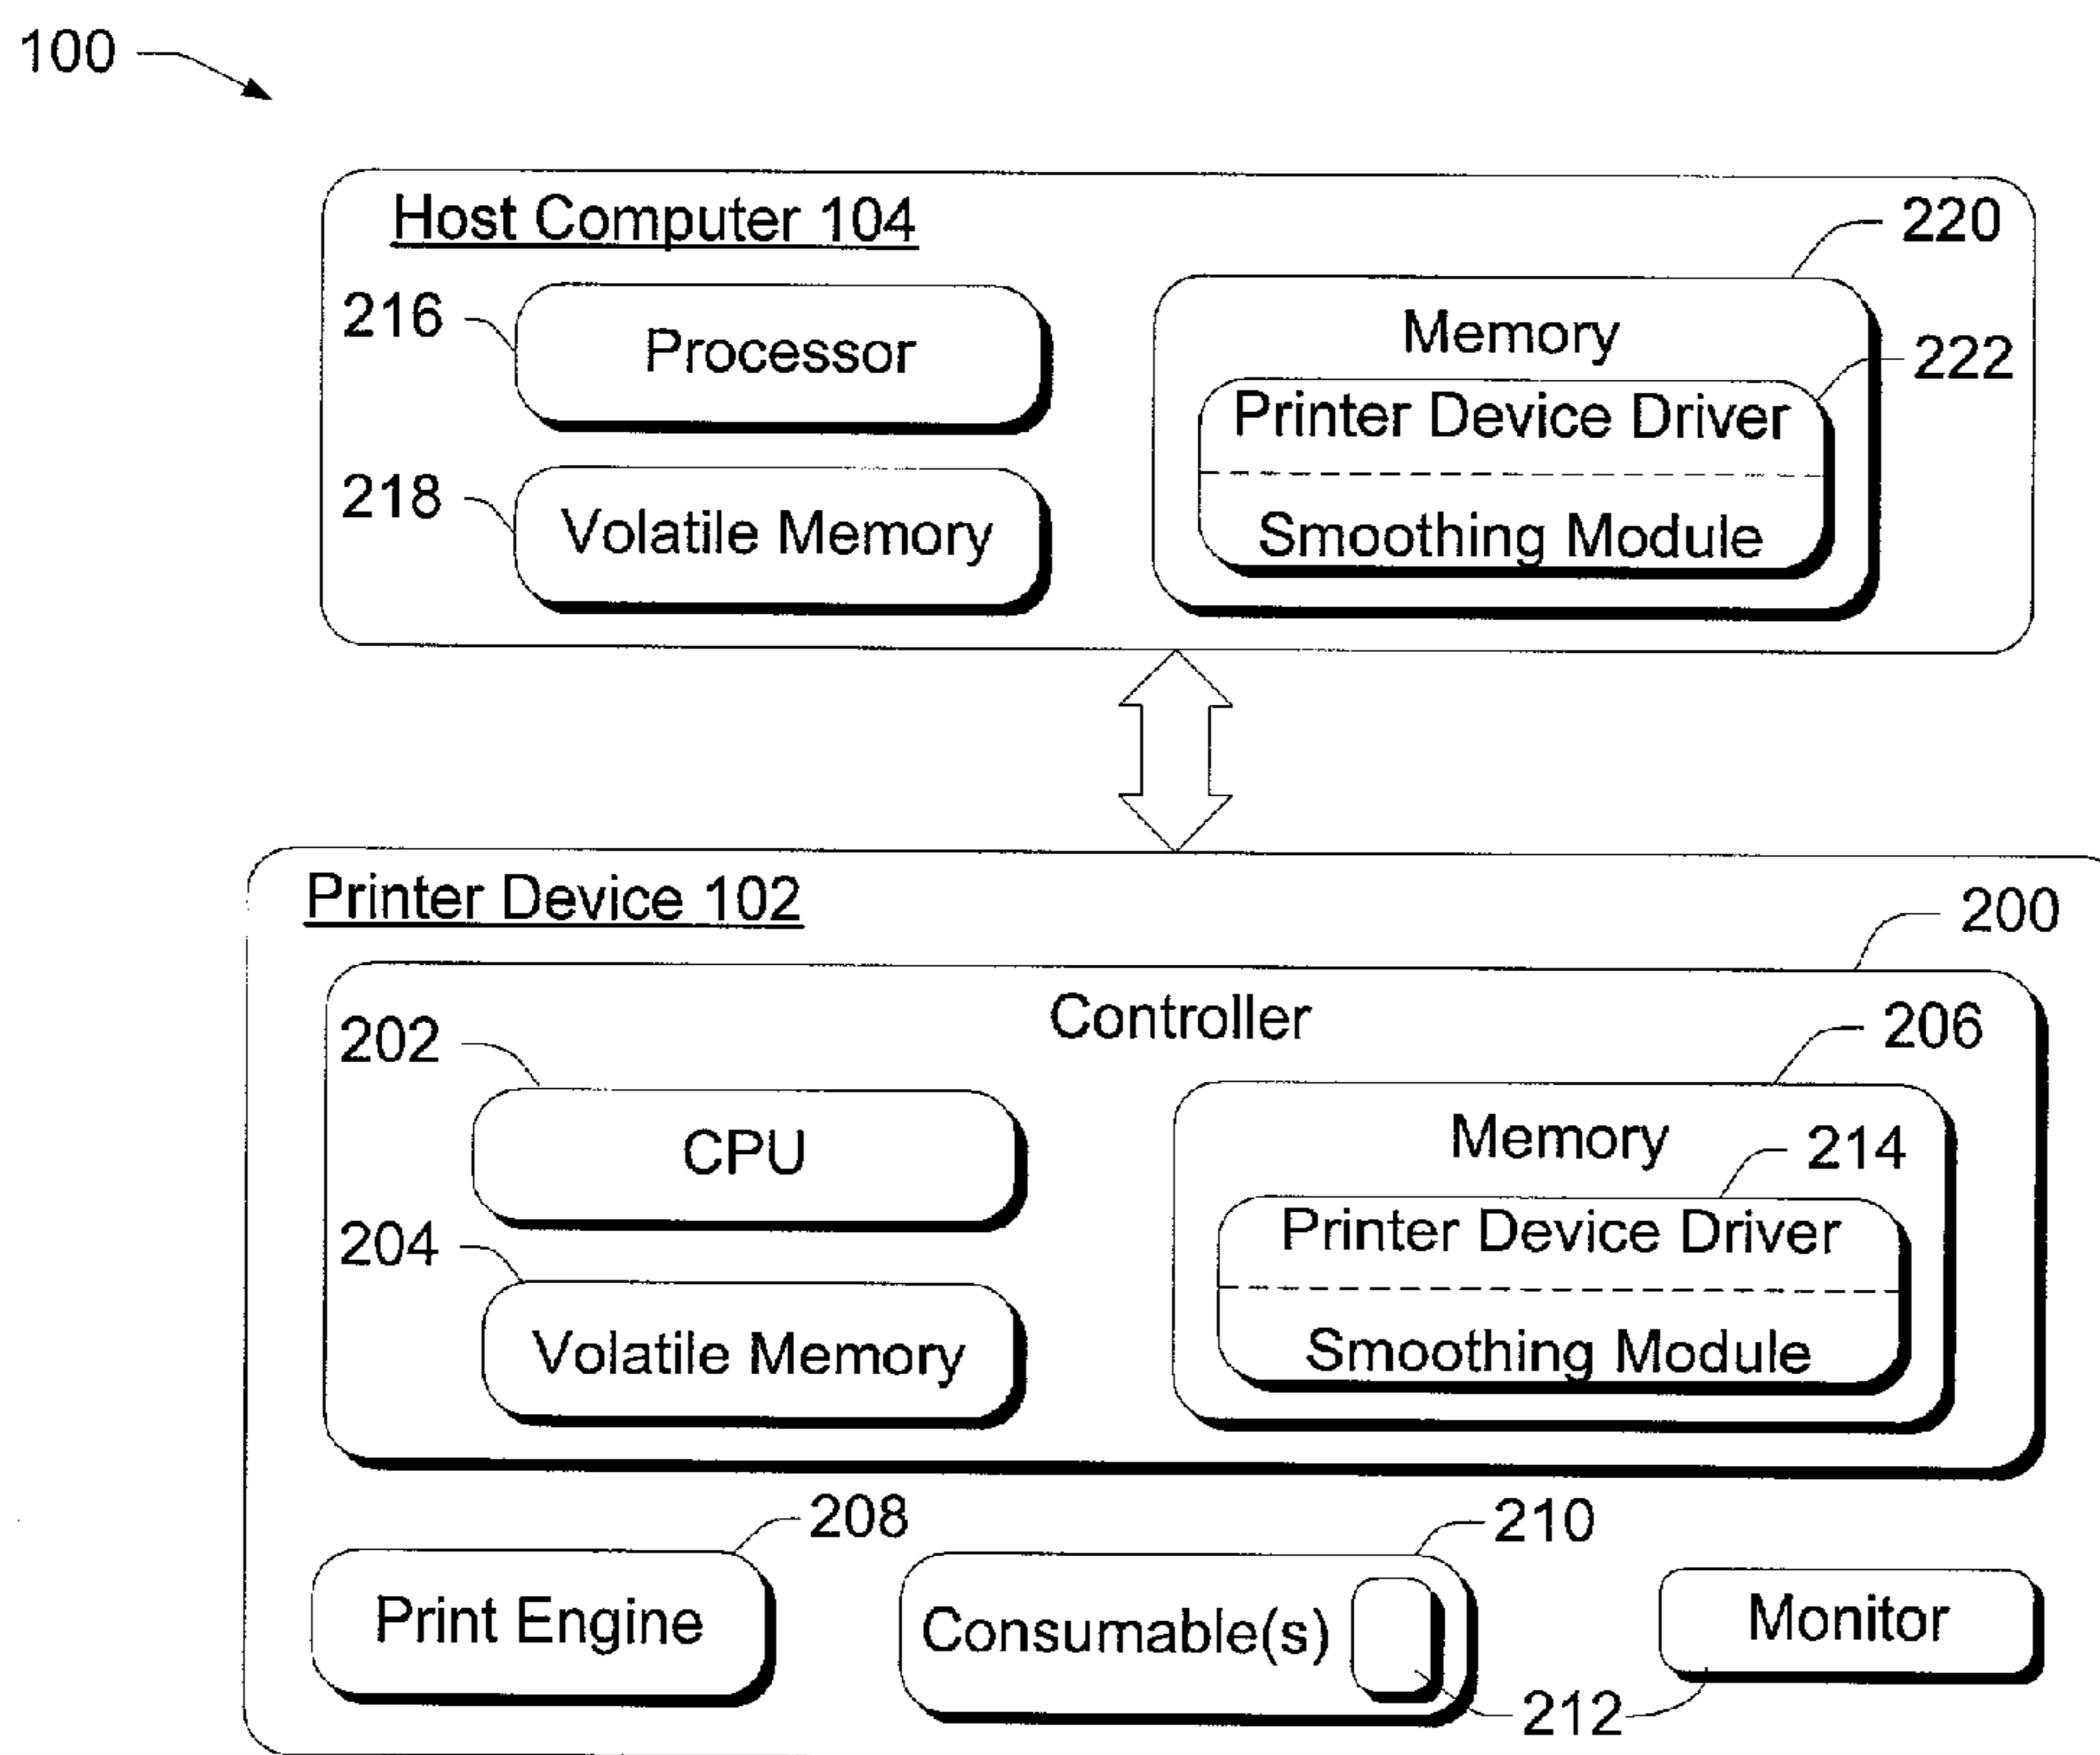 100
Host Computer 104
220
216
Processor
Memory
222
Printer Device Driver
218
Volatile Memory
Smoothing Module
Printer Device 102
200
Controller
202
206
CPU
Memory
214
204
Printer Device Driver
Volatile Memory
Smoothing Module
208
210
Print Engine
Consumable(s)
Monitor
212